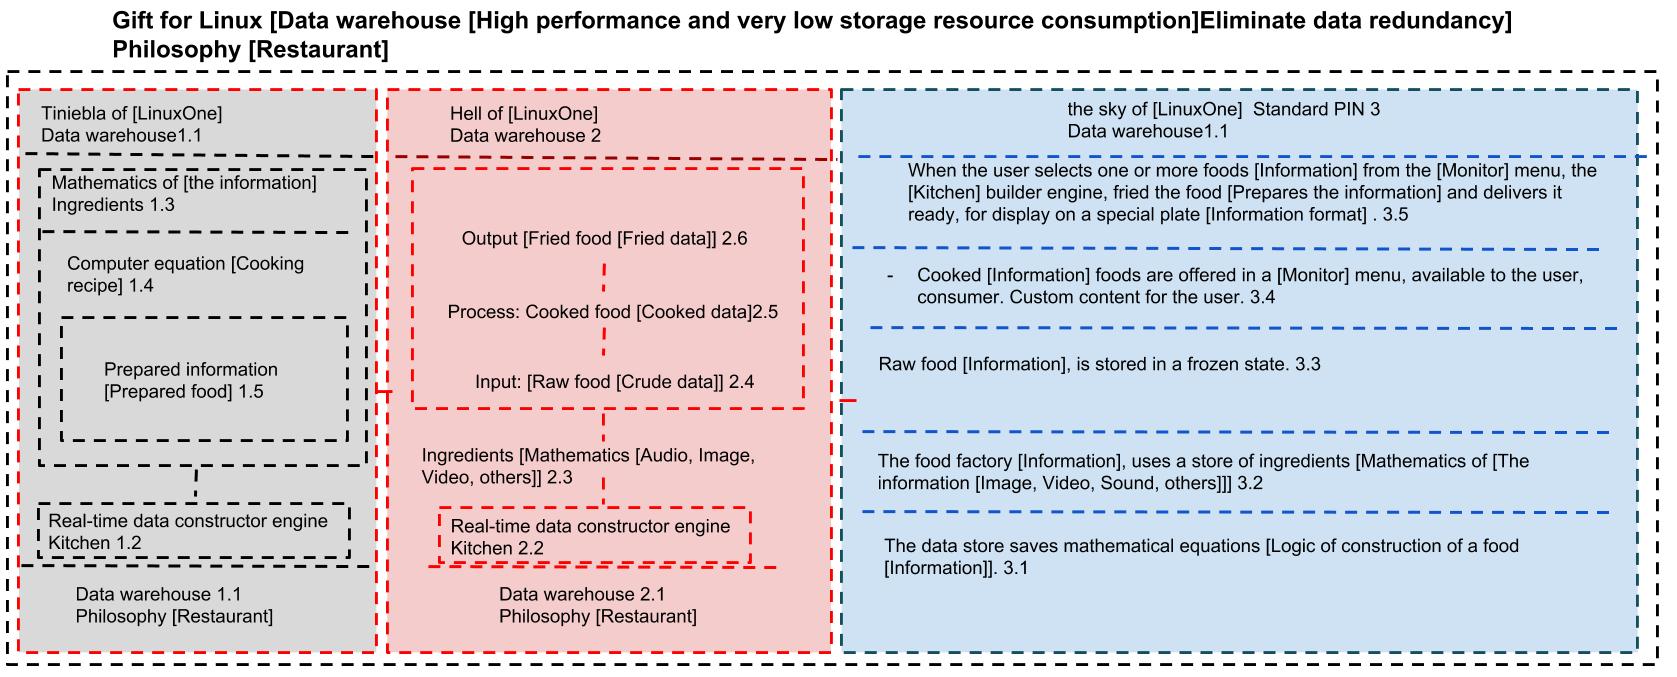 Gift for Linux [Data warehouse [High performance and very low storage resource consumption]Eliminate data redundancy]
Philosophy [Restaurant]
Tiniebla of [LinuxOne]
Data warehouse1.1
Mathematics of [the information]
Ingredients 1.3
Computer equation [Cooking
recipe] 1.4
Prepared information
[Prepared food] 1.5
Real-time data constructor engine
Kitchen 1.2
Data warehouse 1.1
Philosophy [Restaurant]
Hell of [LinuxOne]
Data warehouse 2
Output [Fried food [Fried data]] 2.6
Process: Cooked food [Cooked data]2.5
Input: [Raw food [Crude data]] 2.4
Ingredients [Mathematics [Audio, Image,
Video, others]] 2.3
Real-time data constructor engine
Kitchen 2.2
Data warehouse 2.1
Philosophy [Restaurant]
the sky of [LinuxOne]  Standard PIN 3
Data warehouse1.1
When the user selects one or more foods [Information] from the [Monitor] menu, the
[Kitchen] builder engine, fried the food [Prepares the information] and delivers it
ready, for display on a special plate [Information format] . 3.5
- Cooked [Information] foods are offered in a [Monitor] menu, available to the user,
consumer. Custom content for the user. 3.4
Raw food [Information], is stored in a frozen state. 3.3
The food factory [Information], uses a store of ingredients [Mathematics of [The
information [Image, Video, Sound, others]]] 3.2
The data store saves mathematical equations [Logic of construction of a food
[Information]]. 3.1